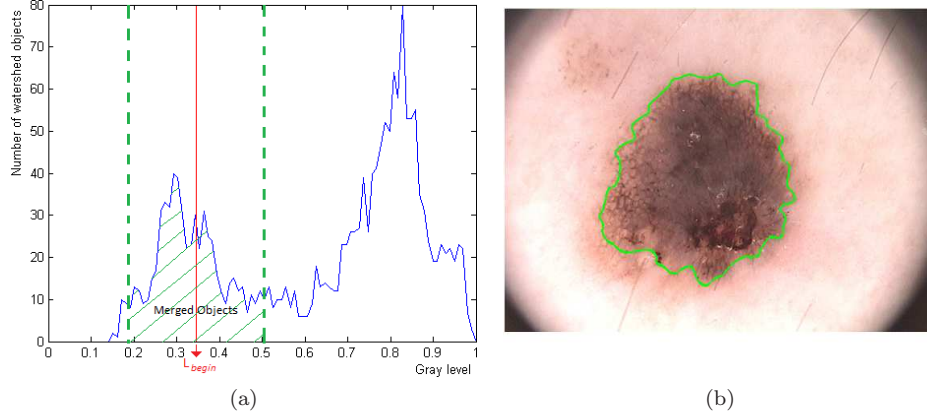 80
70
60
50
40
30
20
10
0
Number of watershed objects
Merged Objects
0 0.1 0.2 0.3 0.4 0.5 0.6 0.7 0.8 0.9 1
L begin
Gray level
(a) (b)